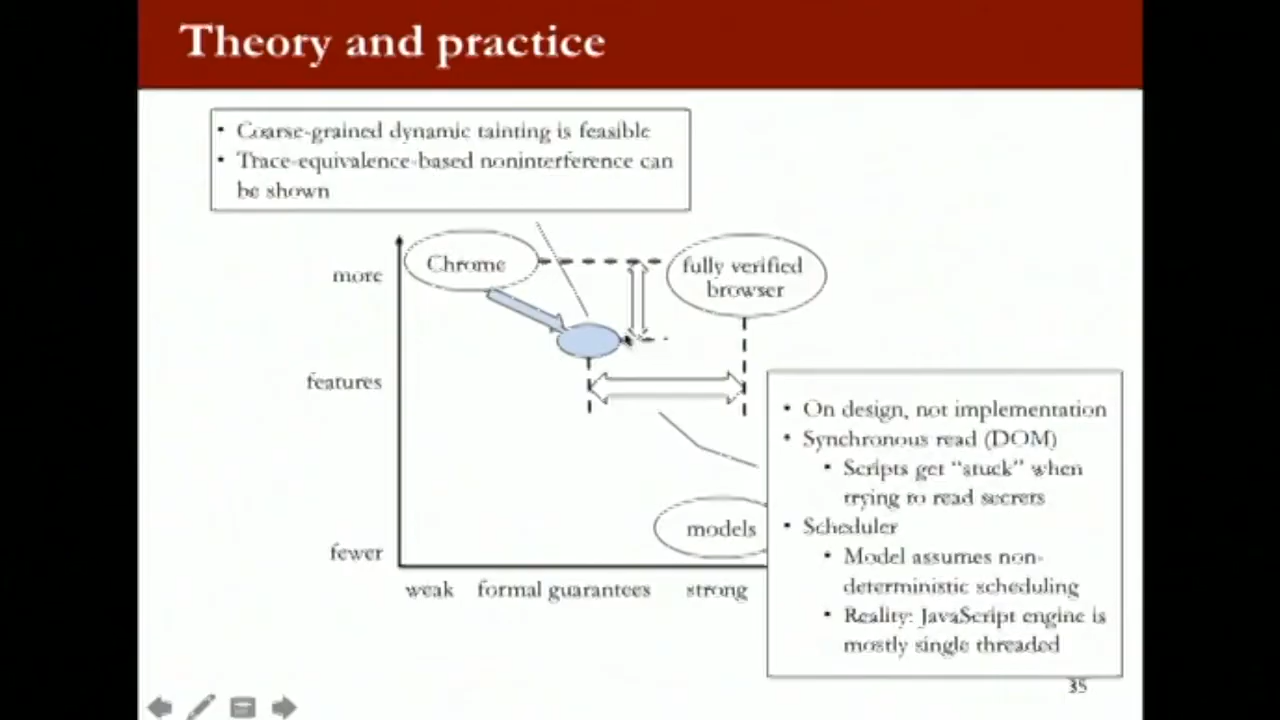 Theory and practice
• Coarse-grained dynamic tainting is feasible
• Trace-equivalence-based noninterference can
be shown
Chrome
fully verified
browser
more
features
fewer
models
weak formal guarantees strong
• On design, not implementation
• Synchronous read (DOM)
• Scripts get "stuck" when
trying to read secrets
• Scheduler
• Model assumes non-
deterministic scheduling
• Reality: JavaScript engine is
mostly single threaded
35